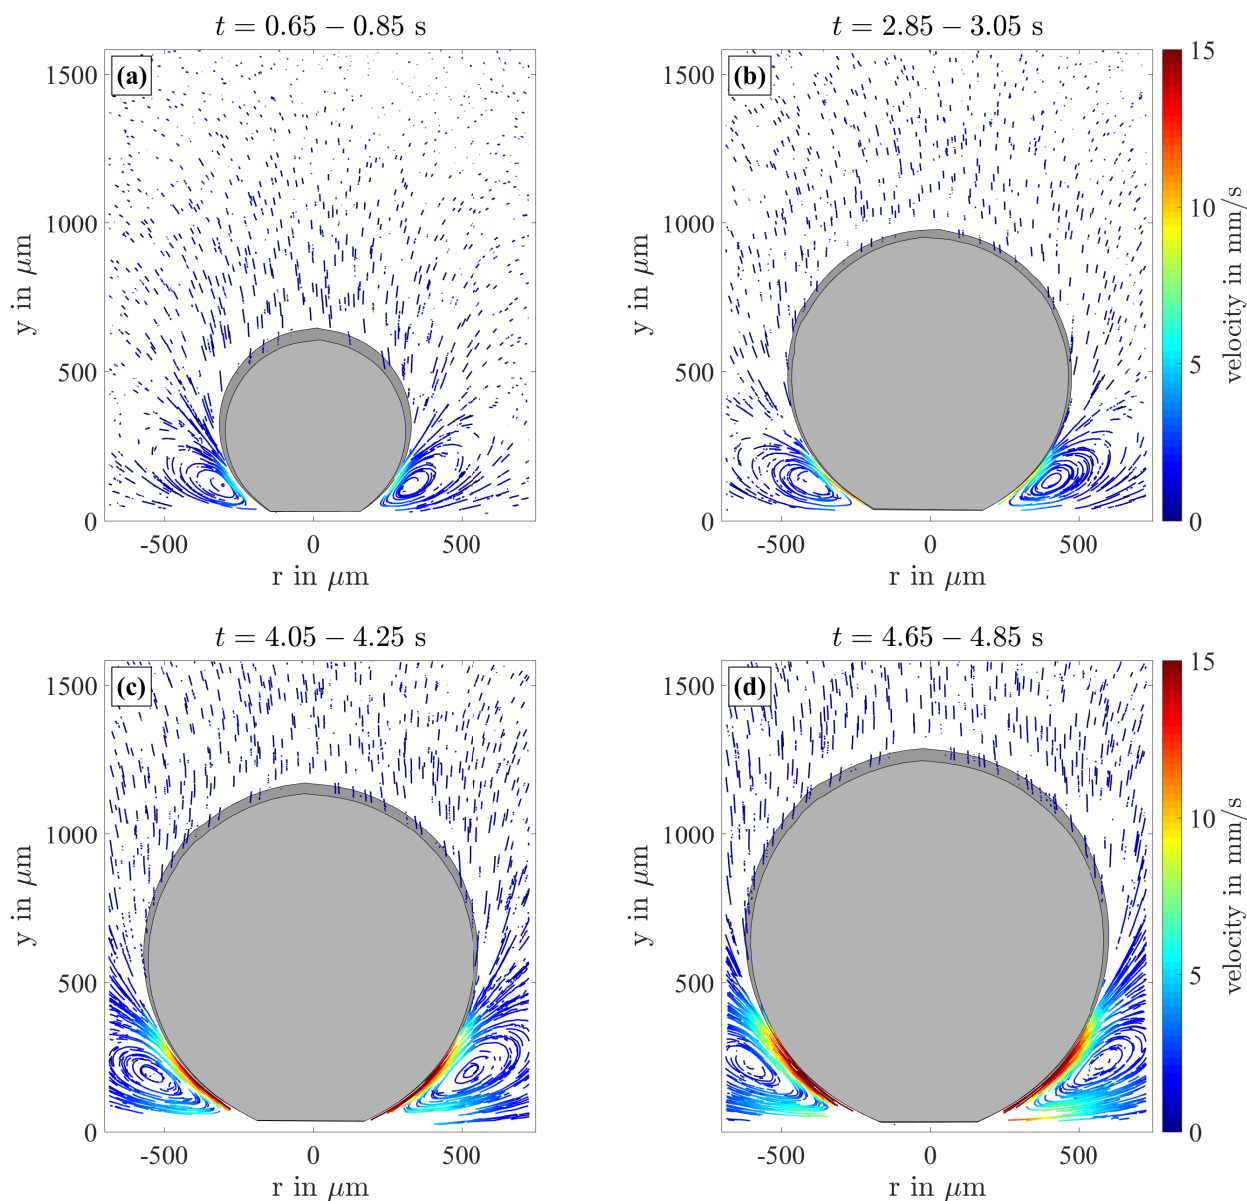 t = 0.65 − 0.85 s
t = 2.85 − 3.05 s
(a)
(b)
1500
1000
500
0
y in μm
-500 0 500
r in μm
1500
1000
500
0
y in μm
-500 0 500
r in μm
15
10
5
0
velocity in mm/s
t = 4.05 − 4.25 s
t = 4.65 − 4.85 s
(c)
(d)
1500
1000
500
0
y in μm
-500 0 500
r in μm
1500
1000
500
0
y in μm
-500 0 500
r in μm
15
10
5
0
velocity in mm/s